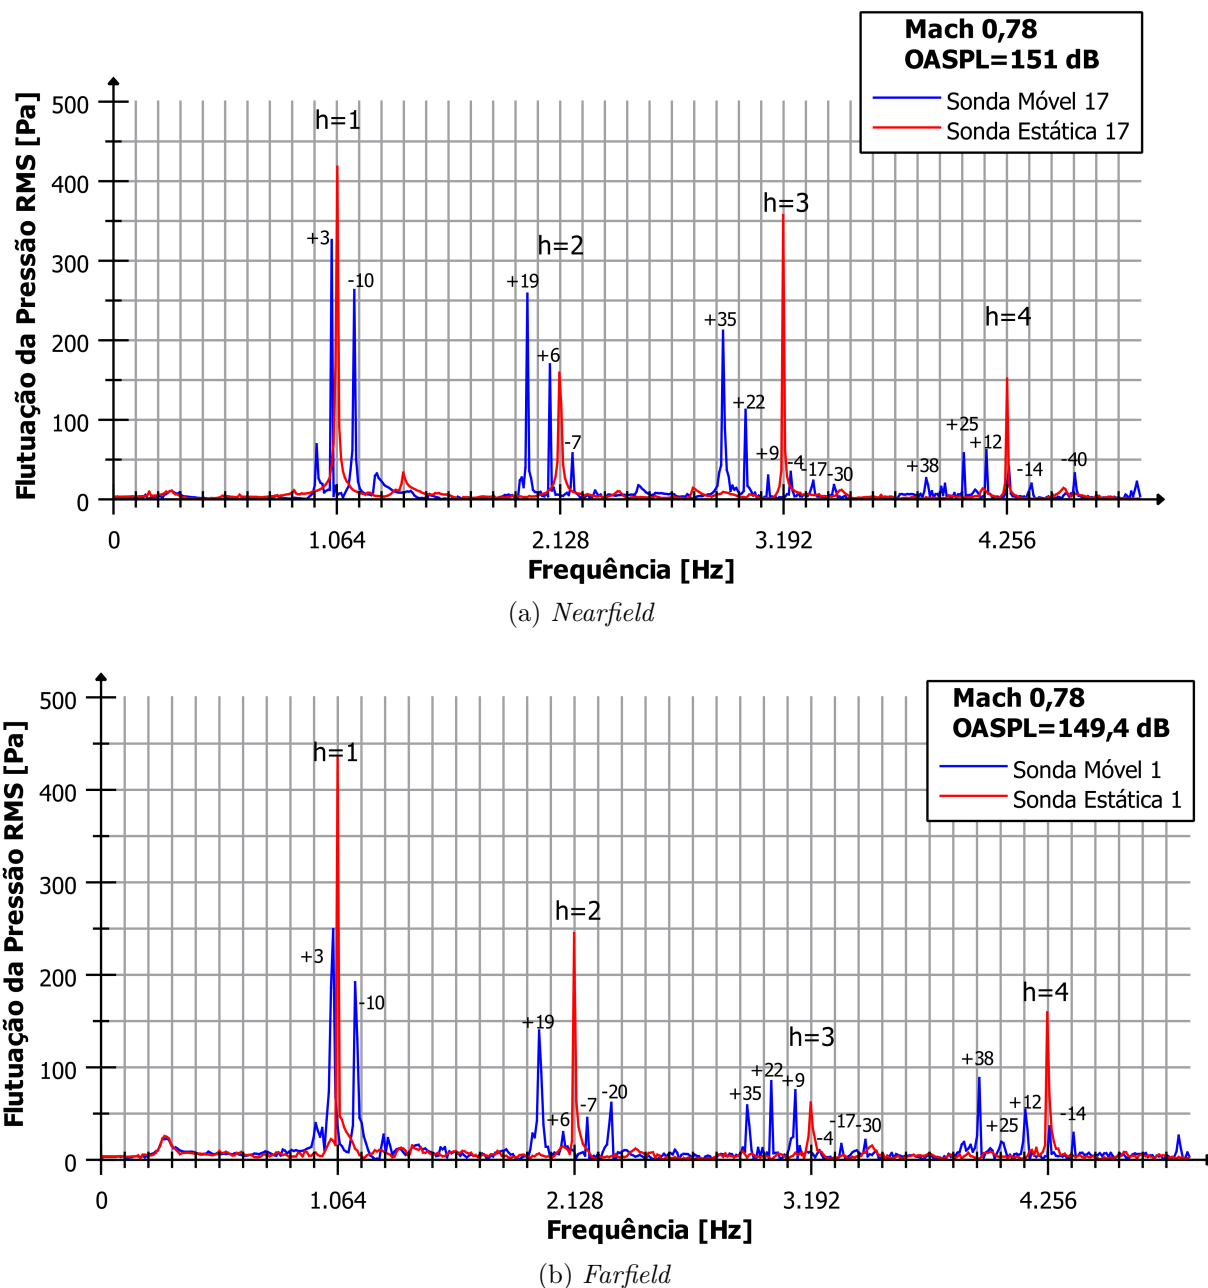 Mach 0,78
OASPL=151 dB
Sonda Móvel 17
Sonda Estática 17
Flutuação da Pressão RMS [Pa]
500
400
300
200
100
0
h=1
+3
-10
h=2
+19
+6
-7
h=3
+35
+22
+9
-4
-17
-30
h=4
+38
+25
+12
-14
-40
0 1.064 2.128 3.192 4.256
Frequência [Hz]
(a) Nearfield
Mach 0,78
OASPL=149,4 dB
Sonda Móvel 1
Sonda Estática 1
Flutuação da Pressão RMS [Pa]
500
400
300
200
100
0
h=1
+3
-10
h=2
+19
+6
-7
-20
h=3
+35
+22
+9
-4
-17
-30
h=4
+38
+25
+12
-14
0 1.064 2.128 3.192 4.256
Frequência [Hz]
(b) Farfield